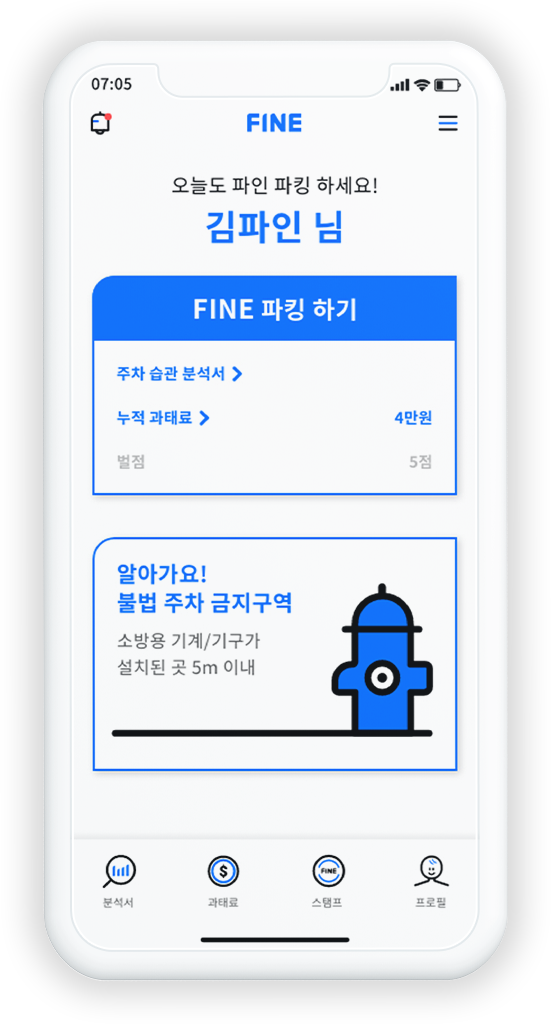 07:05
FINE
오늘도 파인 파킹 하세요!
김파인 님
FINE 파킹 하기
주차 습관 분석서
누적 과태료 4만원
벌점 5점
알아가요!
불법 주차 금지구역
소방용 기계/기구가
설치된 곳 5m 이내
$ FINE
분석서 과태료 스탬프 프로필